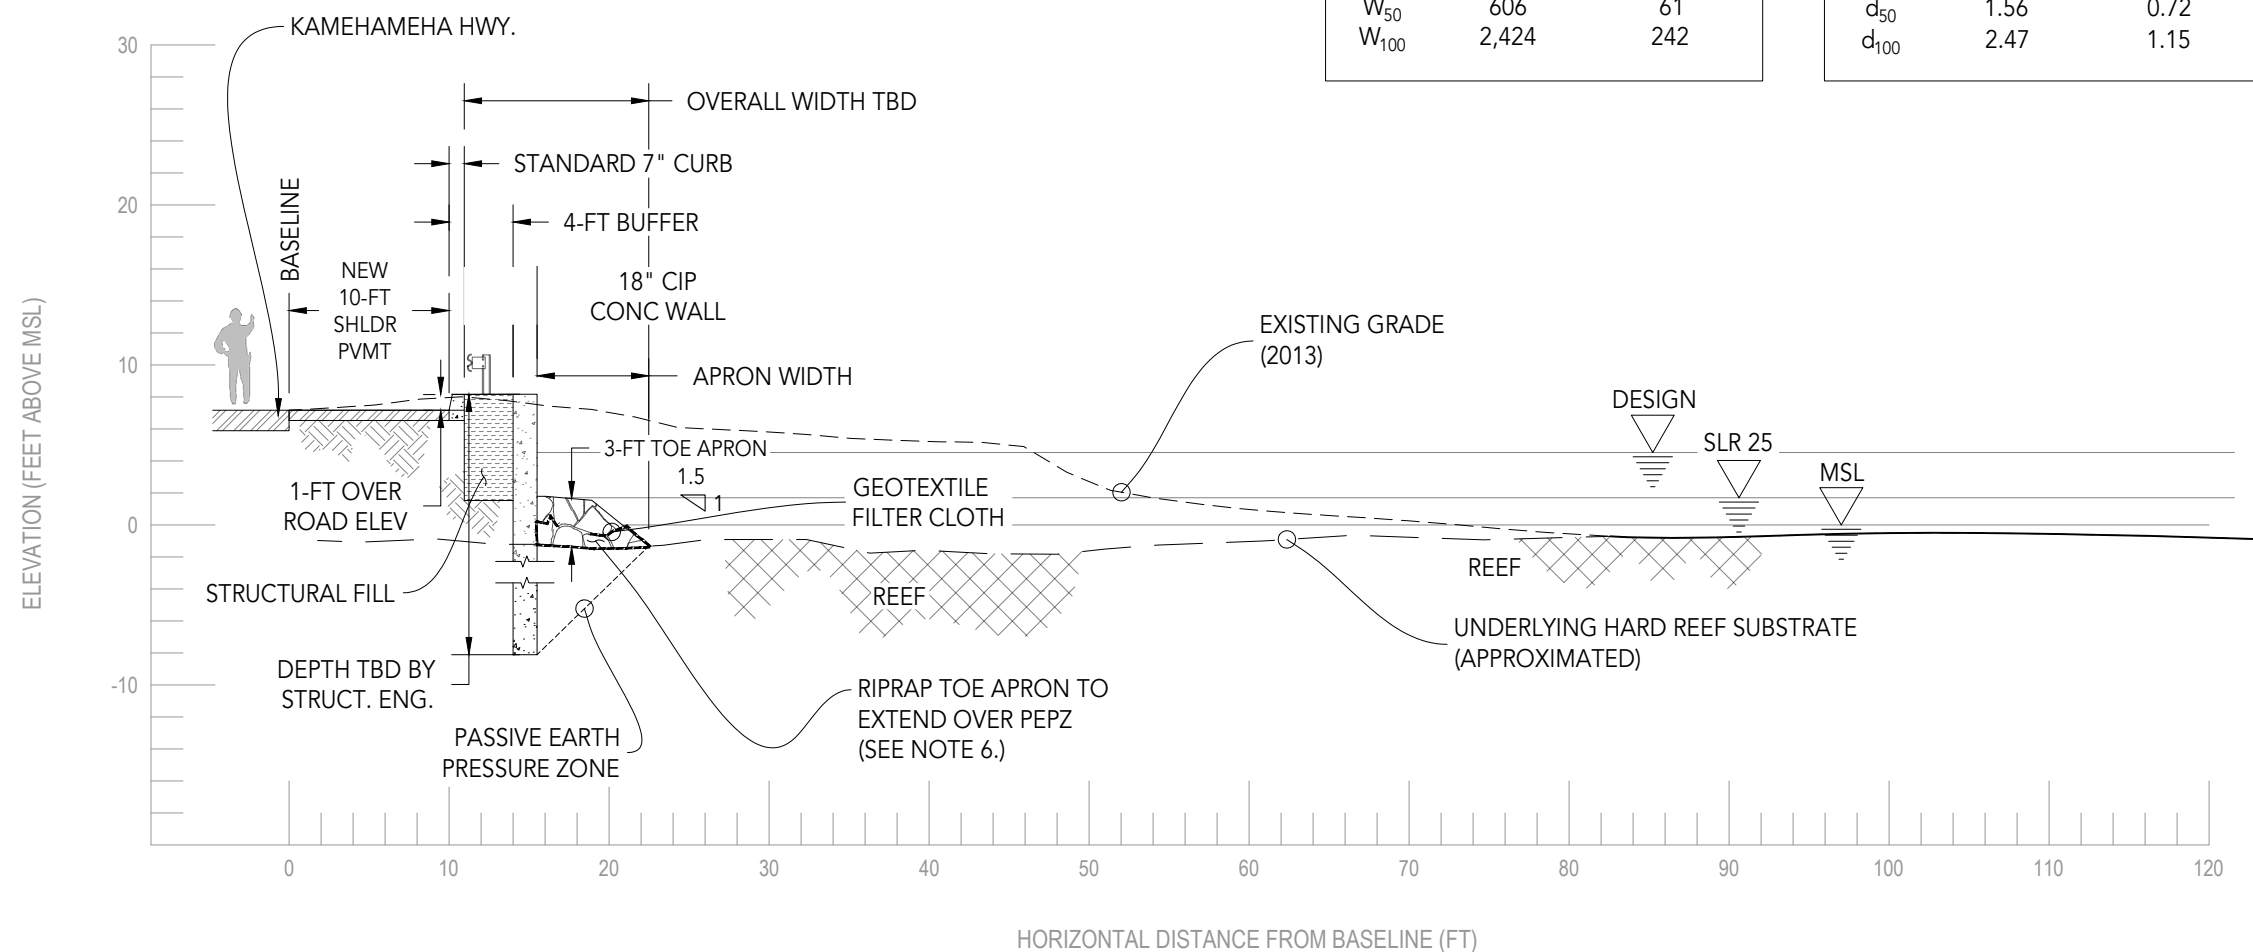 W50 606 61
W100 2,424 242
d50 1.56 0.72
d100 2.47 1.15
KAMEHAMEHA HWY.
OVERALL WIDTH TBD
STANDARD 7" CURB
4-FT BUFFER
BASELINE
NEW
10-FT
SHLDR
PVMT
18" CIP
CONC WALL
APRON WIDTH
EXISTING GRADE
(2013)
DESIGN
SLR 25
MSL
3-FT TOE APRON
1.5
1
GEOTEXTILE
FILTER CLOTH
1-FT OVER
ROAD ELEV
STRUCTURAL FILL
REEF
REEF
UNDERLYING HARD REEF SUBSTRATE
(APPROXIMATED)
DEPTH TBD BY
STRUCT. ENG.
RIPRAP TOE APRON TO
EXTEND OVER PEPZ
(SEE NOTE 6.)
PASSIVE EARTH
PRESSURE ZONE
ELEVATION (FEET ABOVE MSL)
30
20
10
0
-10
0 10 20 30 40 50 60 70 80 90 100 110 120
HORIZONTAL DISTANCE FROM BASELINE (FT)